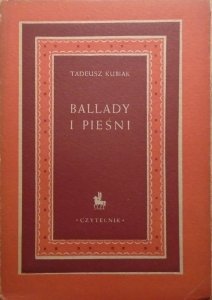 TADEUSZ KUBIAK
BALLADY
I PIEŚNI
• CZYTELNIK •